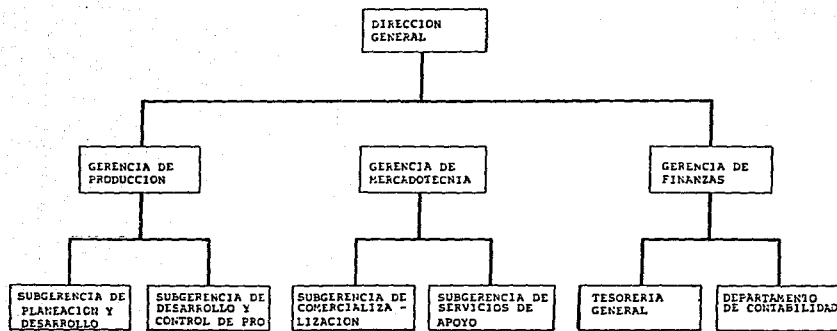 DIRECCION
GENERAL
GERENCIA DE
PRODUCCION
GERENCIA DE
MERCADOTECNIA
GERENCIA DE
FINANZAS
SUBGERENCIA DE
PLANEACION Y
DESARROLLO
SUBGERENCIA DE
DESARROLLO Y
CONTROL DE PRO
SUBGERENCIA DE
COMERCIALIZA -
LIZACION
SUBGERENCIA DE
SERVICIOS DE
APOYO
TESORERIA
GENERAL
DEPARTAMENTO
DE CONTABILIDAD